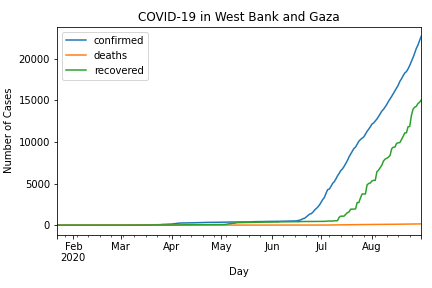 COVID-19 in West Bank and Gaza
confirmed
deaths
recovered
Number of Cases
20000
15000
10000
5000
0
Feb Mar Apr May Jun Jul Aug
2020
Day